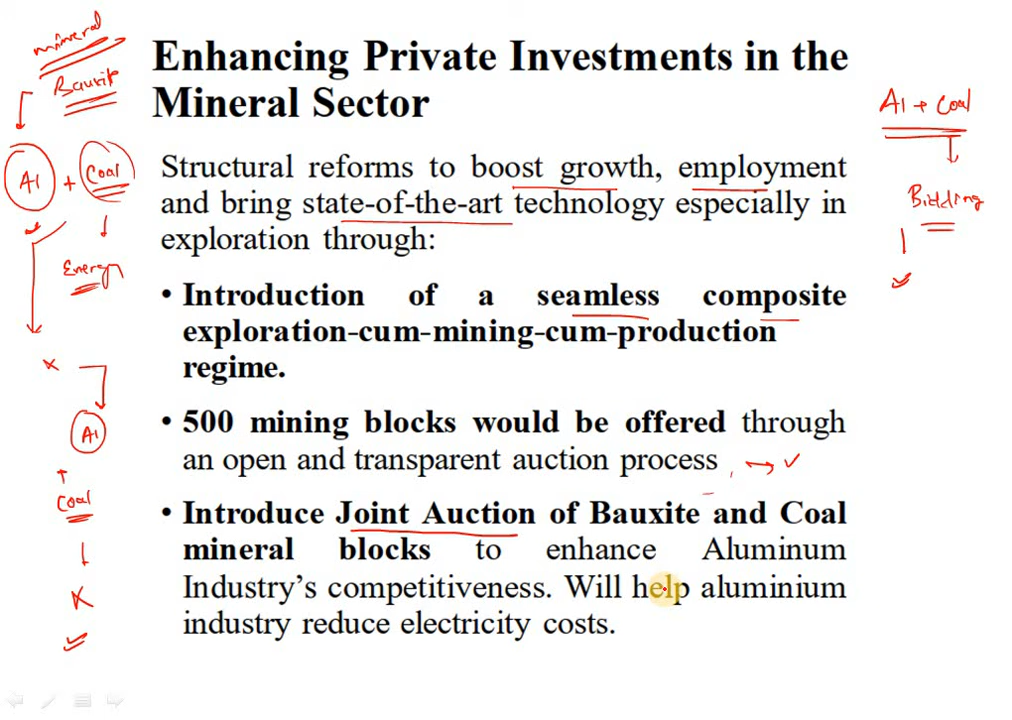 mineral
Bauxit
Al + Coal
Energy
Al
Coal
Enhancing Private Investments in the
Mineral Sector
Structural reforms to boost growth, employment
and bring state-of-the-art technology especially in
exploration through:
• Introduction of a seamless composite
exploration-cum-mining-cum-production
regime.
• 500 mining blocks would be offered through
an open and transparent auction process
• Introduce Joint Auction of Bauxite and Coal
mineral blocks to enhance Aluminum
Industry's competitiveness. Will help aluminium
industry reduce electricity costs.
Al + Coal
Bidding